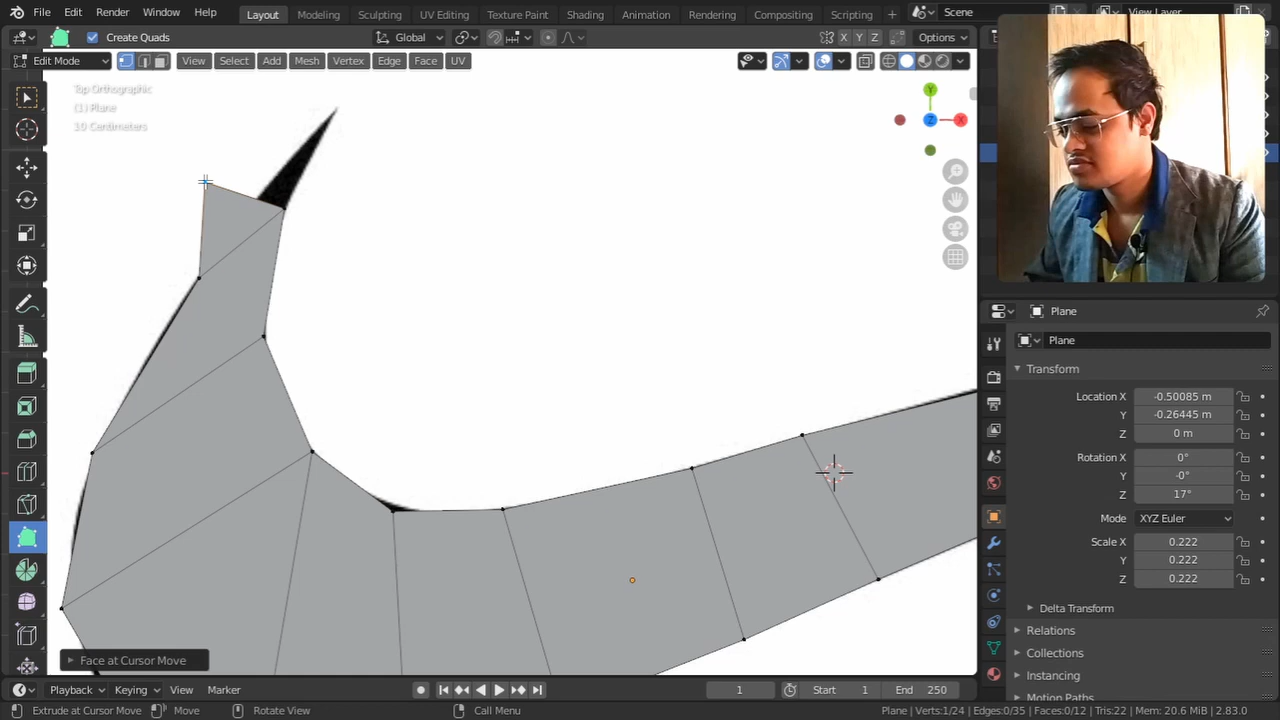 File Edit Render Window Help Layout Modeling Sculpting UV Editing Texture Paint Shading Animation Rendering Compositing Scripting + Scene View Layer
Create Quads Global X Y Z Options
Edit Mode View Select Add Mesh Vertex Edge Face UV
Top Orthographic
(1) Plane
10 Centimeters
Y
Z X
Plane
Plane
Transform
Location X -0.50085 m
Y -0.26445 m
Z 0 m
Rotation X 0°
Y -0°
Z 17°
Mode XYZ Euler
Scale X 0.222
Y 0.222
Z 0.222
Delta Transform
Relations
Collections
Instancing
Motion Paths
Face at Cursor Move
Playback Keying View Marker 1 Start 1 End 250
Extrude at Cursor Move Move Rotate View Call Menu Plane | Verts:1/24 | Edges:0/35 | Faces:0/12 | Tris:22 | Mem: 20.6 MiB | 2.83.0